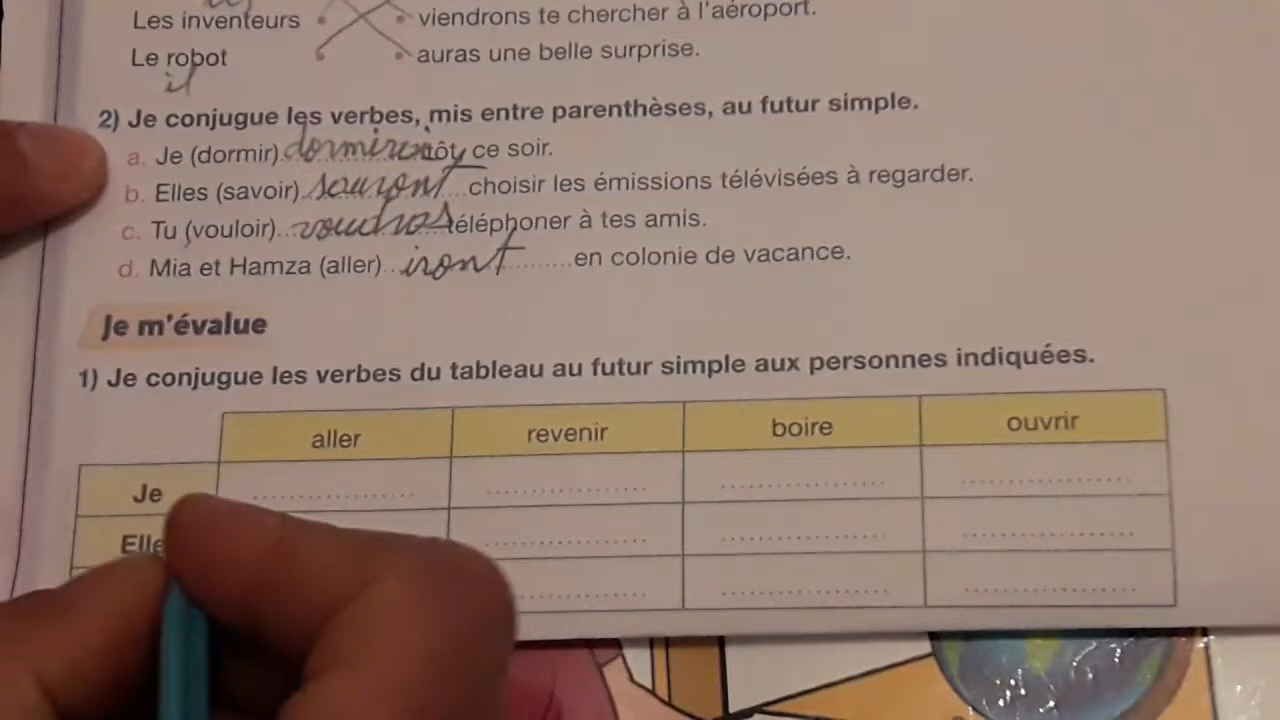 Les inventeurs viendrons te chercher à l'aéroport.
Le robot auras une belle surprise.
il
2) Je conjugue les verbes, mis entre parenthèses, au futur simple.
a. Je (dormir) dormirai tôt, ce soir.
b. Elles (savoir) sauront choisir les émissions télévisées à regarder.
c. Tu (vouloir) voudras téléphoner à tes amis.
d. Mia et Hamza (aller) iront en colonie de vacance.
Je m'évalue
1) Je conjugue les verbes du tableau au futur simple aux personnes indiquées.
aller revenir boire ouvrir
Je
Elle